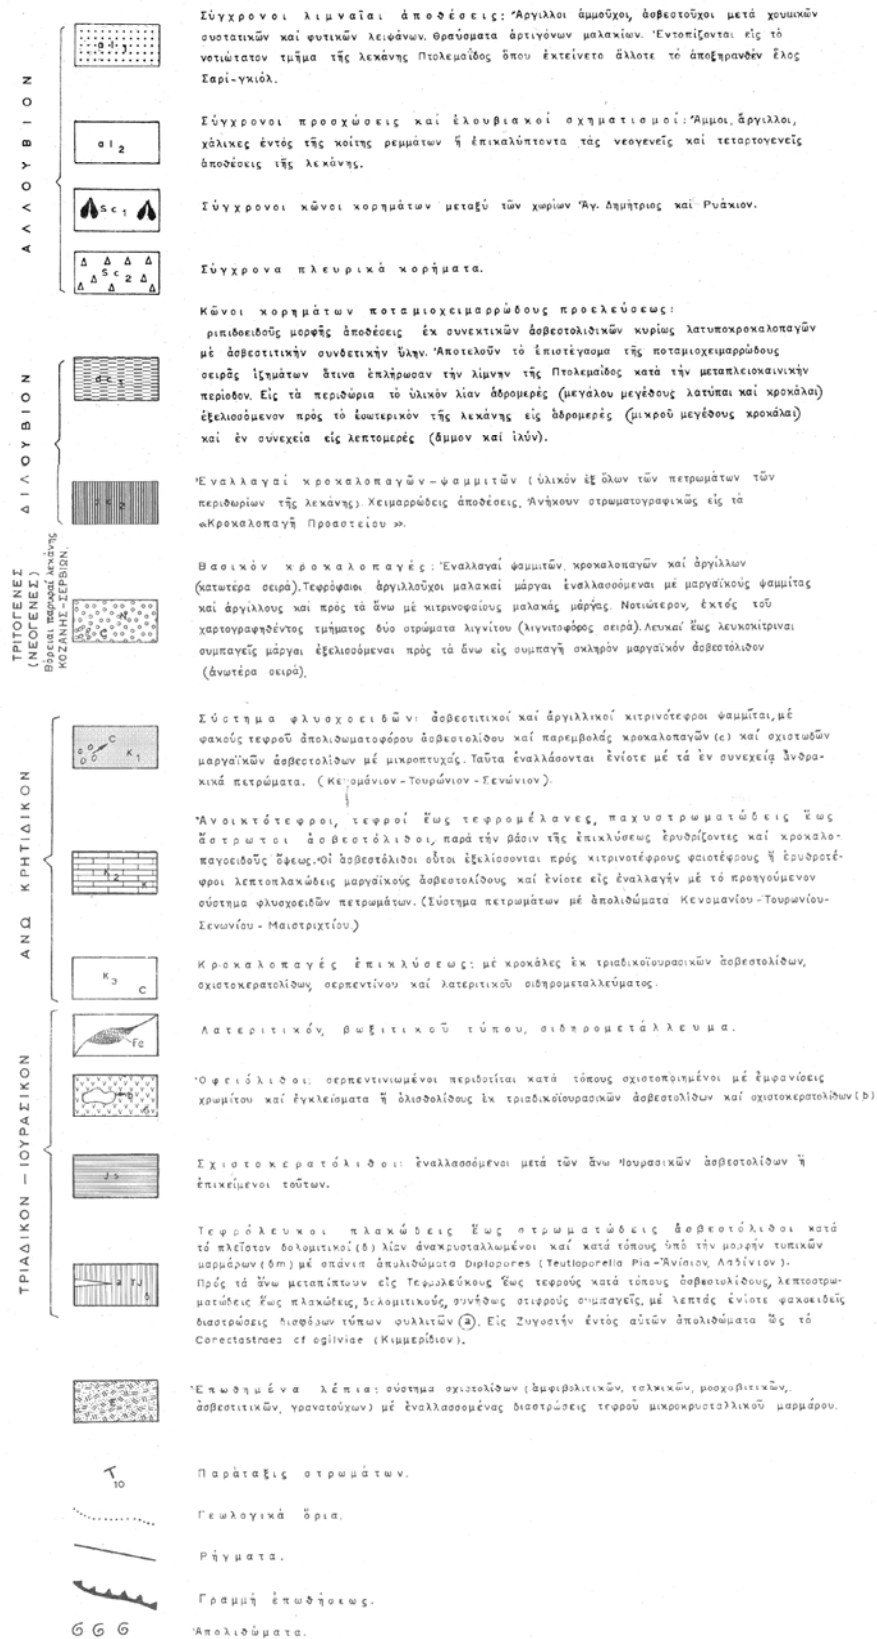 ΑΛΛΟΥΒΙΟΝ
al1
Σύγχρονοι λιμναῖαι ἀποθέσεις: Ἄργιλλοι ἀμμοῦχοι, ἀσβεστοῦχοι μετά χουμικῶν
συστατικῶν καί φυτικῶν λειψάνων. Θραύσματα ἀρτιγόνων μαλακίων. Ἐντοπίζονται εἰς τό
νοτιώτατον τμῆμα τῆς λεκάνης Πτολεμαΐδος ὅπου ἐκτείνετο ἄλλοτε τό ἀποξηρανθέν ἕλος
Σαρί-γκιόλ.
al2
Σύγχρονοι προσχώσεις καί ἐλουβιακοί σχηματισμοί: Ἄμμοι, ἄργιλλοι,
χάλικες ἐντός τῆς κοίτης ρεμμάτων ἤ ἐπικαλύπτοντα τάς νεογενεῖς καί τεταρτογενεῖς
ἀποθέσεις τῆς λεκάνης.
Sc1
Σύγχρονοι κῶνοι κορημάτων μεταξύ τῶν χωρίων Ἅγ. Δημήτριος καί Ρυάκιον.
Sc2
Σύγχρονα πλευρικά κορήματα.
ΔΙΛΟΥΒΙΟΝ
Κῶνοι κορημάτων ποταμιοχειμαρρώδους προελεύσεως:
ριπιδοειδοῦς μορφῆς ἀποθέσεις ἐκ συνεκτικῶν ἀσβεστολιθικῶν κυρίως λατυποκροκαλοπαγῶν
μέ ἀσβεστιτικήν συνδετικήν ὕλην. Ἀποτελοῦν τό ἐπιστέγασμα τῆς ποταμιοχειμαρρώδους
σειρᾶς ἱζημάτων ἅτινα ἐπλήρωσαν τήν λίμνην τῆς Πτολεμαΐδος κατά τήν μεταπλειοκαινικήν
περίοδον. Εἰς τά περιθώρια τό ὑλικόν λίαν ἁδρομερές (μεγάλου μεγέθους λατύπαι καί κροκάλαι)
ἐξελισσόμενον πρός τό ἐσωτερικόν τῆς λεκάνης εἰς ἁδρομερές (μικροῦ μεγέθους κροκάλαι)
καί ἐν συνεχεία εἰς λεπτομερές (ἄμμον καί ἰλύν).
Ἐναλλαγαί κροκαλοπαγῶν-ψαμμιτῶν (ὑλικόν ἐξ ὅλων τῶν πετρωμάτων τῶν
περιθωρίων τῆς λεκάνης). Χειμαρρώδεις ἀποθέσεις, Ἀνήκουν στρωματογραφικῶς εἰς τά
«Κροκαλοπαγῆ Προαστείου».
ΤΡΙΤΟΓΕΝΕΣ
(ΝΕΟΓΕΝΕΣ)
Βόρειαι παρυφαί λεκάνης
ΚΟΖΑΝΗΣ-ΣΕΡΒΙΩΝ.
N
C
Βασικόν κροκαλοπαγές: Ἐναλλαγαί ψαμμιτῶν, κροκαλοπαγῶν καί ἀργίλλων
(κατωτέρα σειρά). Τεφρόφαιοι ἀργιλλοῦχοι μαλακαί μάργαι ἐναλλασσόμεναι μέ μαργαϊκούς ψαμμίτας
καί ἀργίλλους καί πρός τά ἄνω μέ κιτρινοφαίους μαλακάς μάργας. Νοτιώτερον, ἐκτός τοῦ
χαρτογραφηθέντος τμήματος δύο στρώματα λιγνίτου (λιγνιτοφόρος σειρά). Λευκαί ἕως λευκοκίτριναι
συμπαγεῖς μάργαι ἐξελισσόμεναι πρός τά ἄνω εἰς συμπαγῆ σκληρόν μαργαϊκόν ἀσβεστόλιθον
(ἀνωτέρα σειρά).
ΑΝΩ ΚΡΗΤΙΔΙΚΟΝ
C
K1
Σύστημα φλυσχοειδῶν: ἀσβεστιτικοί καί ἀργιλλικοί κιτρινότεφροι ψαμμῖται, μέ
φακούς τεφροῦ ἀπολιθωματοφόρου ἀσβεστολίθου καί παρεμβολάς κροκαλοπαγῶν (c) καί σχιστωδῶν
μαργαϊκῶν ἀσβεστολίθων μέ μικροπτυχάς. Ταῦτα ἐναλλάσονται ἐνίοτε μέ τά ἐν συνεχεία ἀνθρα-
κικά πετρώματα. (Κενομάνιον-Τουρώνιον-Σενώνιον).
K2
K
Ἀνοικτότεφροι, τεφροί ἕως τεφρομέλανες, παχυστρωματώδεις ἕως
ἄστρωτοι ἀσβεστόλιθοι, παρά τήν βάσιν τῆς ἐπικλύσεως ἐρυθρίζοντες καί κροκαλο-
παγοειδοῦς ὄψεως. Οἱ ἀσβεστόλιθοι οὗτοι ἐξελίσσονται πρός κιτρινοτέφρους φαιοτέφρους ἤ ἐρυθροτέ-
φροι λεπτοπλακώδεις μαργαϊκούς ἀσβεστολίθους καί ἐνίοτε εἰς ἐναλλαγήν μέ τό προηγούμενον
σύστημα φλυσχοειδῶν πετρωμάτων. (Σύστημα πετρωμάτων μέ ἀπολιθώματα Κενομανίου-Τουρωνίου-
Σενωνίου-Μαιστριχτίου.)
K3
C
Κροκαλοπαγές ἐπικλύσεως: μέ κροκάλες ἐκ τριαδικοϊουρασικῶν ἀσβεστολίθων,
σχιστοκερατολίθων, σερπεντίνου καί λατεριτικοῦ σιδηρομεταλλεύματος.
ΤΡΙΑΔΙΚΟΝ – ΙΟΥΡΑΣΙΚΟΝ
Fe
Λατεριτικόν, βωξιτικοῦ τύπου, σιδηρομετάλλευμα.
b
Ὀφειόλιθοι: σερπεντινιωμένοι περιδοτῖται κατά τόπους σχιστοποιημένοι μέ ἐμφανίσεις
χρωμίτου καί ἐγκλείσματα ἤ ὀλισθολίθους ἐκ τριαδικοϊουρασικῶν ἀσβεστολίθων καί σχιστοκερατολίθων (b)
Js
Σχιστοκερατόλιθοι: ἐναλλασσόμενοι μετά τῶν ἄνω Ἰουρασικῶν ἀσβεστολίθων ἤ
ἐπικείμενοι τούτων.
a TJ
δ
Τεφρόλευκοι πλακώδεις ἕως στρωματώδεις ἀσβεστόλιθοι κατά
τό πλεῖστον δολομιτικοί (δ) λίαν ἀνακρυσταλλωμένοι καί κατά τόπους ὑπό τήν μορφήν τυπικῶν
μαρμάρων (δm) μέ σπάνια ἀπολιθώματα Diplopores (Teutloporella Pia-Ἀνίσιον, Λαδίνιον).
Πρός τά ἄνω μεταπίπτουν εἰς Τεφρολεύκους ἕως τεφρούς κατά τόπους ἀσβεστολίθους, λεπτοστρω-
ματώδεις ἕως πλακώδεις, δολομιτικούς, συνήθως στιφρούς συμπαγεῖς, μέ λεπτάς ἐνίοτε φακοειδεῖς
διαστρώσεις διαφόρων τύπων φυλλιτῶν (a). Εἰς Ζυγοστήν ἐντός αὐτῶν ἀπολιθώματα ὥς τό
Corectastraea cf ogilviae (Κιμμερίδιον).
Ἐπωθημένα λέπια: σύστημα σχιστολίθων (ἀμφιβολιτικῶν, ταλκικῶν, μοσχοβιτικῶν,
ἀσβεστιτικῶν, γρανατούχων) μέ ἐναλλασσομένας διαστρώσεις τεφροῦ μικροκρυσταλλικοῦ μαρμάρου.
10
Παράταξις στρωμάτων.
Γεωλογικά ὅρια.
Ρήγματα.
Γραμμή ἐπωθήσεως.
Ἀπολιθώματα.